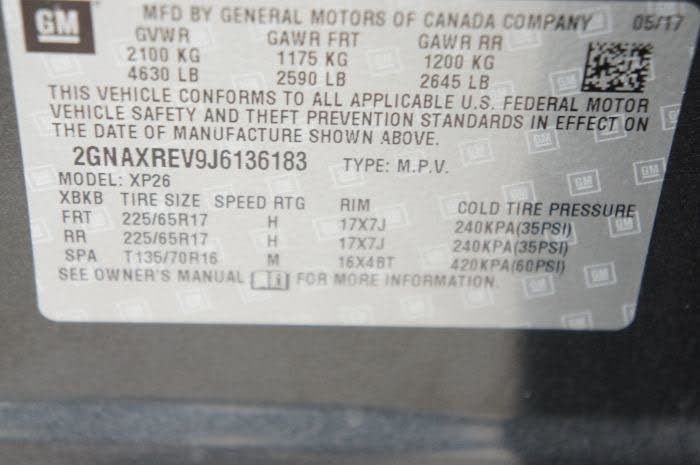 GM MFD BY GENERAL MOTORS OF CANADA COMPANY 05/17
GVWR GAWR FRT GAWR RR
2100 KG 1175 KG 1200 KG
4630 LB 2590 LB 2645 LB
THIS VEHICLE CONFORMS TO ALL APPLICABLE U.S. FEDERAL MOTOR
VEHICLE SAFETY AND THEFT PREVENTION STANDARDS IN EFFECT ON
THE DATE OF MANUFACTURE SHOWN ABOVE.
2GNAXREV9J6136183 TYPE: M.P.V.
MODEL: XP26
XBKB TIRE SIZE SPEED RTG RIM COLD TIRE PRESSURE
FRT 225/65R17 H 17X7J 240KPA(35PSI)
RR 225/65R17 H 17X7J 240KPA(35PSI)
SPA T135/70R16 M 16X4BT 420KPA(60PSI)
SEE OWNER'S MANUAL FOR MORE INFORMATION.